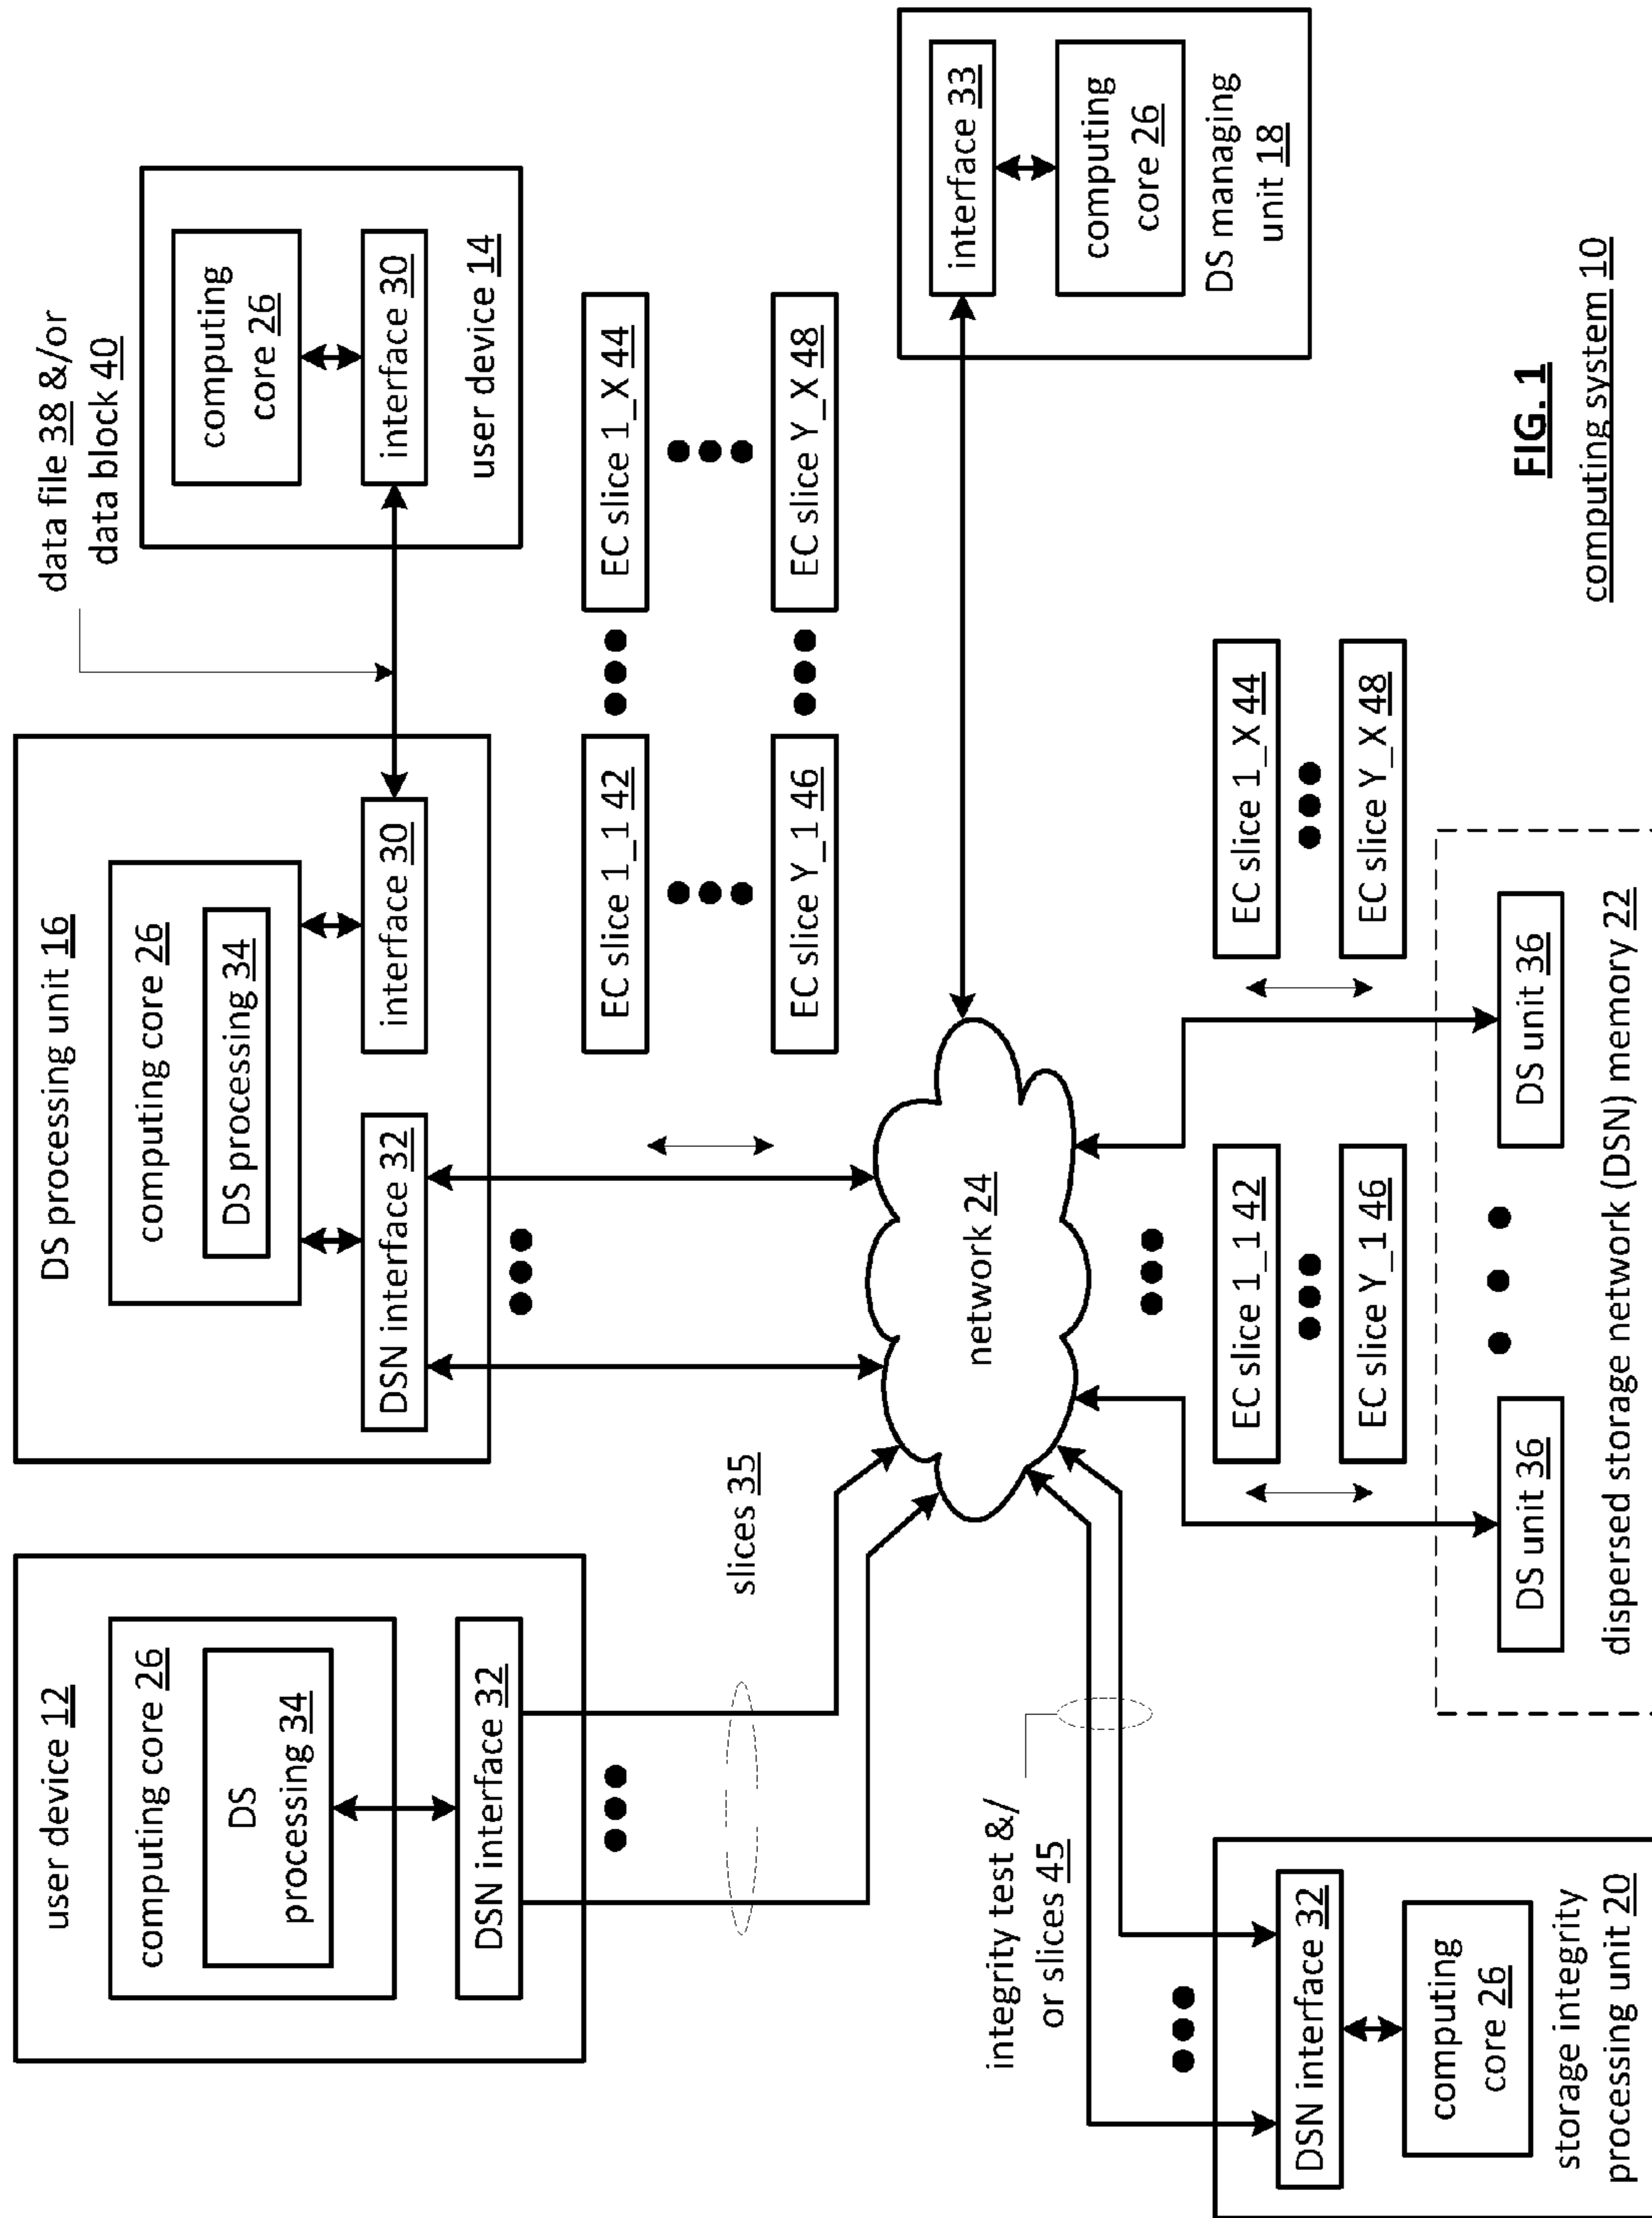 user device 12
computing core 26
DS
processing 34
DSN interface 32
DS processing unit 16
computing core 26
DS processing 34
DSN interface 32
interface 30
data file 38 &/or
data block 40
computing
core 26
interface 30
user device 14
slices 35
EC slice 1_1 42
EC slice 1_X 44
EC slice Y_1 46
EC slice Y_X 48
network 24
interface 33
computing
core 26
DS managing
unit 18
integrity test &/
or slices 45
DSN interface 32
computing
core 26
storage integrity
processing unit 20
EC slice 1_1 42
EC slice Y_1 46
EC slice 1_X 44
EC slice Y_X 48
DS unit 36
DS unit 36
dispersed storage network (DSN) memory 22
FIG. 1
computing system 10